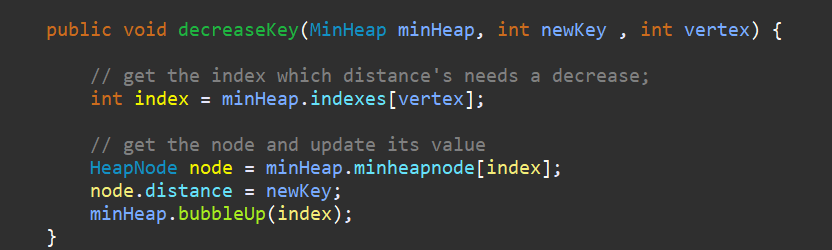 public void decreaseKey(MinHeap minHeap, int newKey , int vertex) {
// get the index which distance's needs a decrease;
int index = minHeap.indexes[vertex];
// get the node and update its value
HeapNode node = minHeap.minheapnode[index];
node.distance = newKey;
minHeap.bubbleUp(index);
}